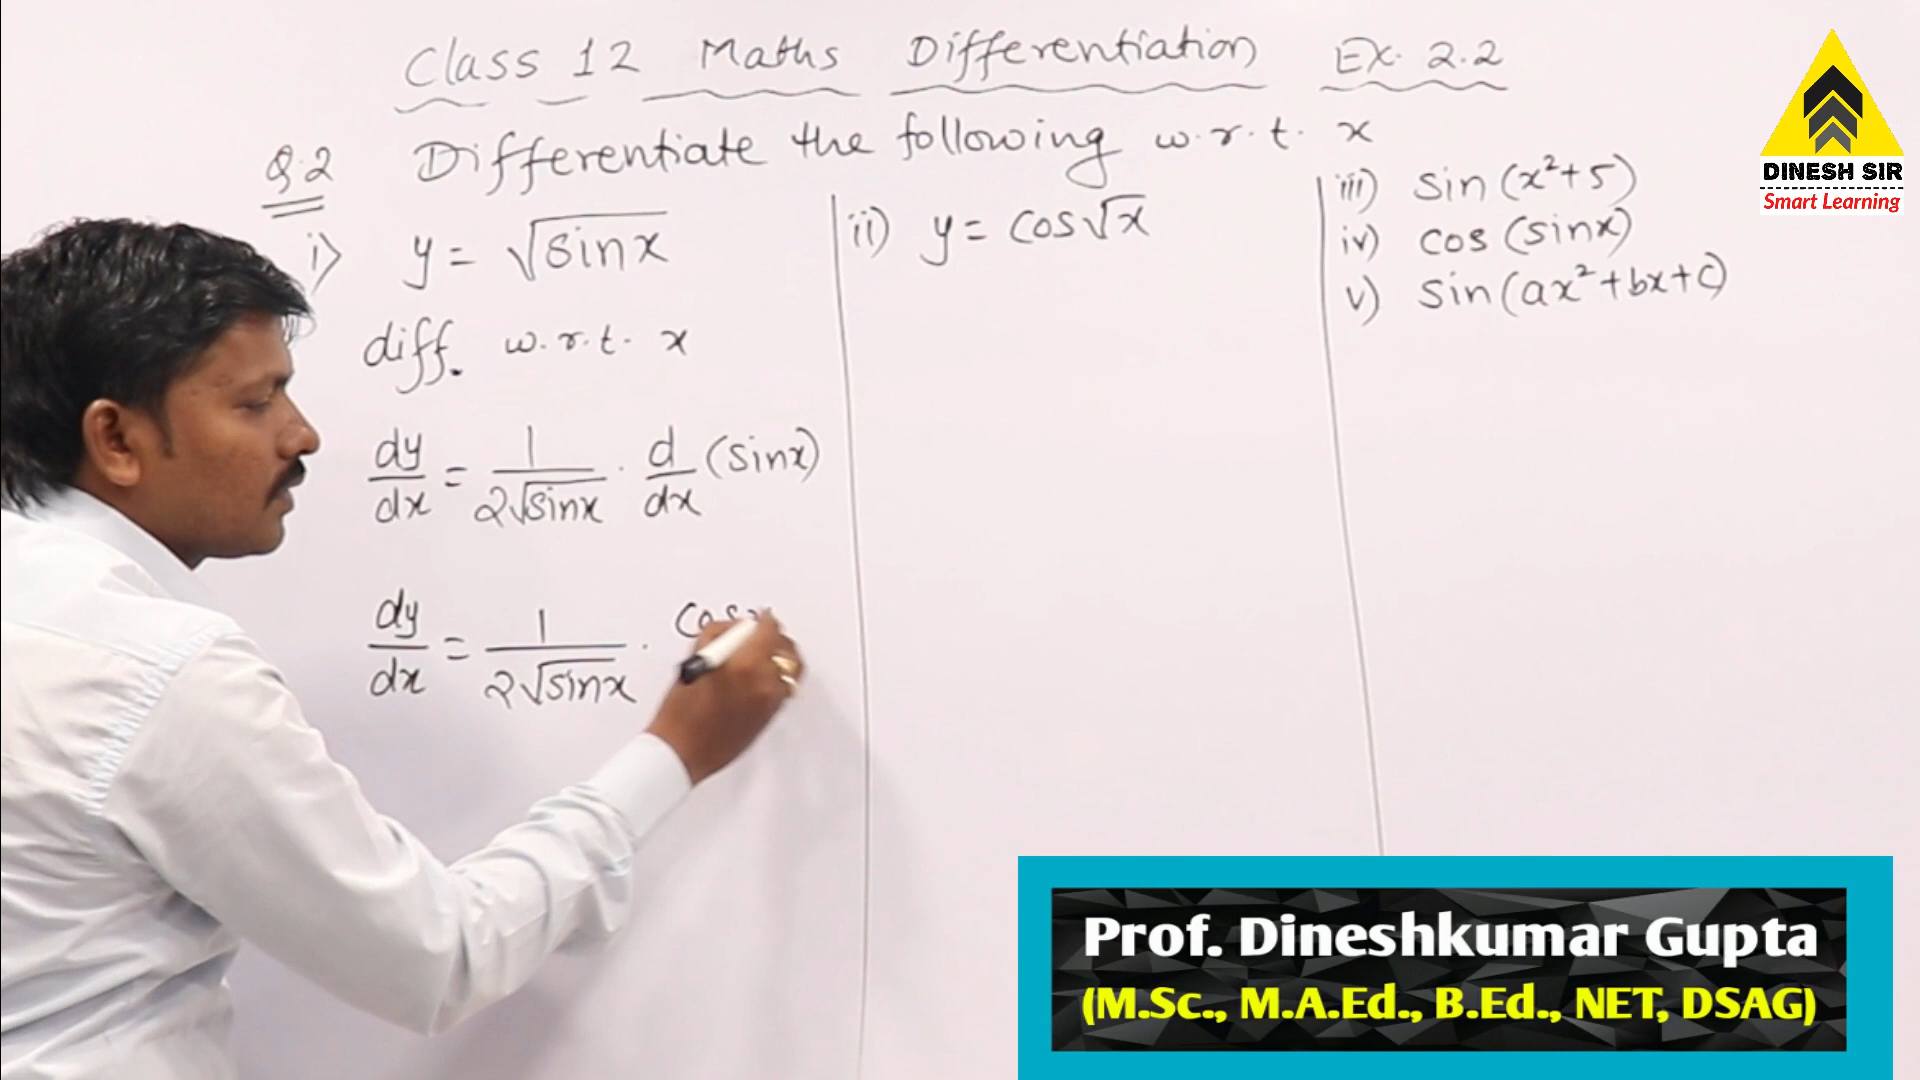 Class 12 Maths Differentiation Ex. 2.2
Q.2 Differentiate the following w.r.t. x
i) y = √sinx
diff. w.r.t. x
dy/dx = 1/2√sinx · d/dx (sinx)
dy/dx = 1/2√sinx · cos
ii) y = cos√x
iii) sin(x²+5)
iv) cos (sinx)
v) sin(ax²+bx+c)
DINESH SIR
Smart Learning
Prof. Dineshkumar Gupta
(M.Sc., M.A.Ed., B.Ed., NET, DSAG)